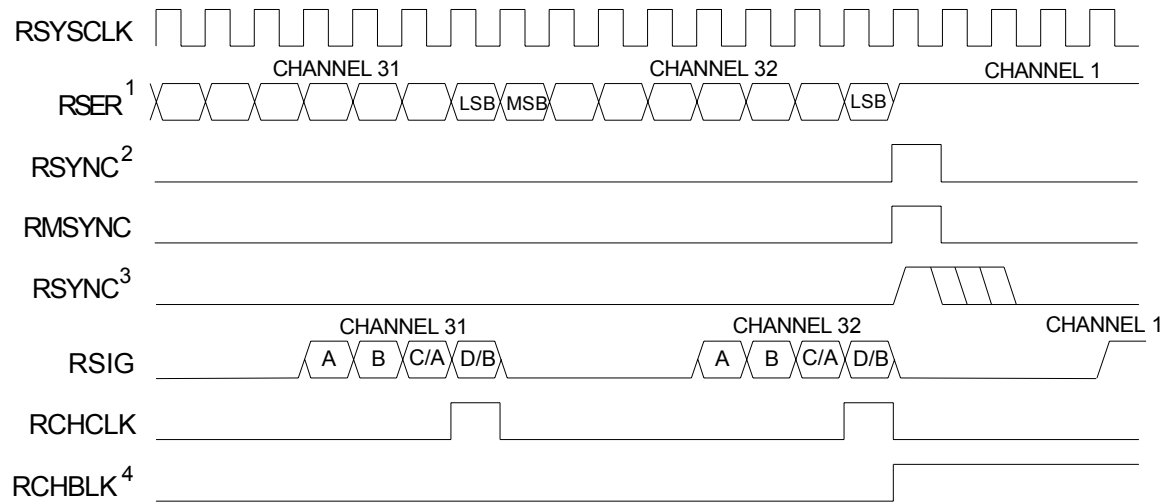 RSYSCLK
CHANNEL 31 CHANNEL 32 CHANNEL 1
RSER1 LSB MSB LSB
RSYNC2
RMSYNC
RSYNC3
CHANNEL 31 CHANNEL 32 CHANNEL 1
RSIG A B C/A D/B A B C/A D/B
RCHCLK
RCHBLK4